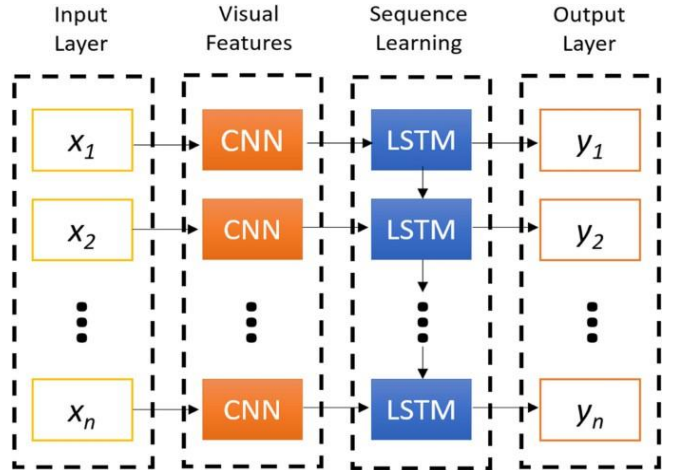 Input
Layer
Visual
Features
Sequence
Learning
Output
Layer
x1
CNN
LSTM
y1
x2
CNN
LSTM
y2
xn
CNN
LSTM
yn